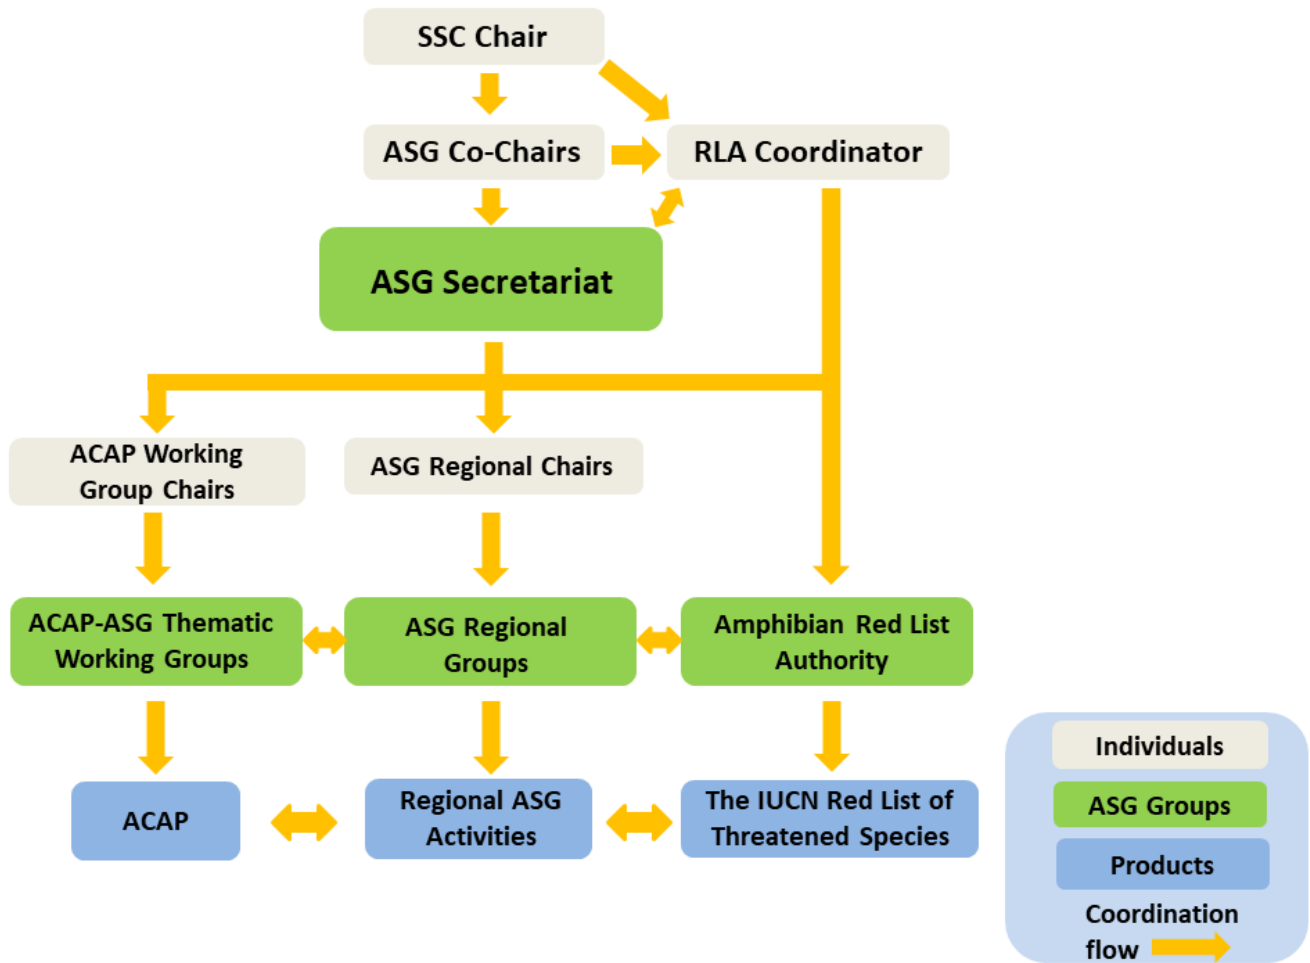 SSC Chair
ASG Co-Chairs
RLA Coordinator
ASG Secretariat
ACAP Working
Group Chairs
ASG Regional Chairs
ACAP-ASG Thematic
Working Groups
ASG Regional
Groups
Amphibian Red List
Authority
ACAP
Regional ASG
Activities
The IUCN Red List of
Threatened Species
Individuals
ASG Groups
Products
Coordination
flow